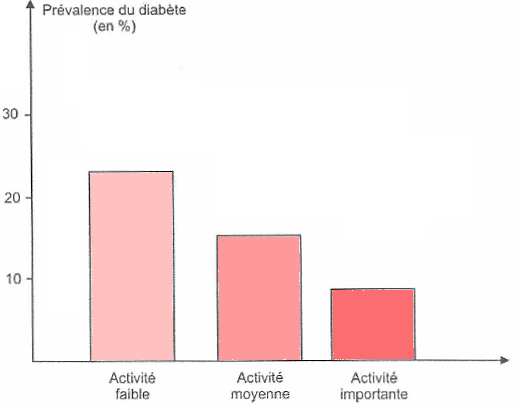 Prévalence du diabète
(en %)
30
20
10
Activité
faible
Activité
moyenne
Activité
importante